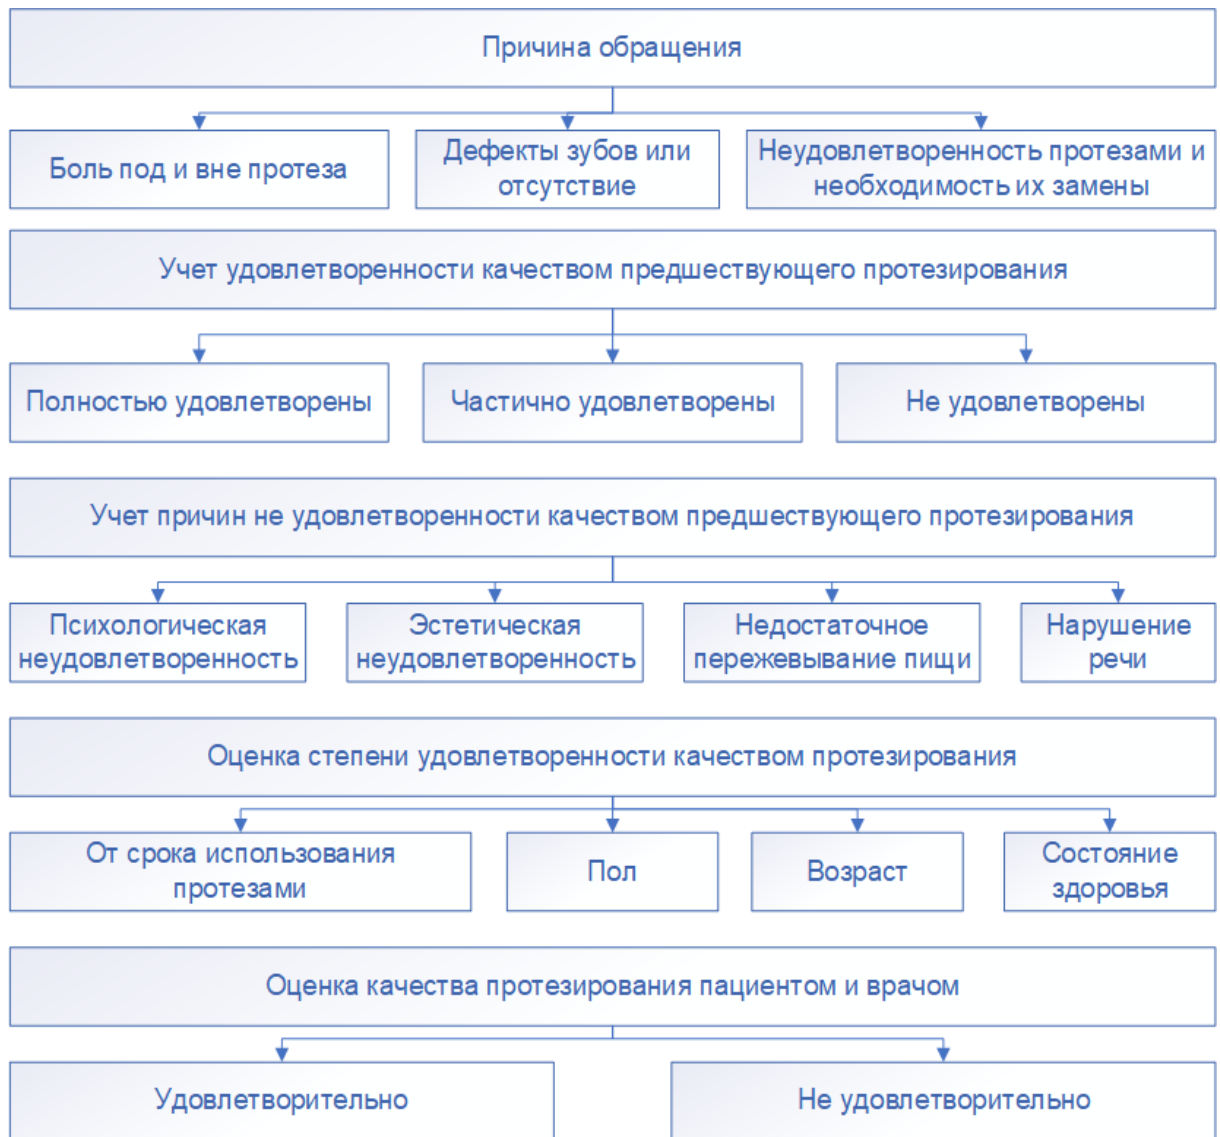 Причина обращения
Боль под и вне протеза
Дефекты зубов или
отсутствие
Неудовлетворенность протезами и
необходимость их замены
Учет удовлетворенности качеством предшествующего протезирования
Полностью удовлетворены
Частично удовлетворены
Не удовлетворены
Учет причин не удовлетворенности качеством предшествующего протезирования
Психологическая
неудовлетворенность
Эстетическая
неудовлетворенность
Недостаточное
пережевывание пищи
Нарушение
речи
Оценка степени удовлетворенности качеством протезирования
От срока использования
протезами
Пол
Возраст
Состояние
здоровья
Оценка качества протезирования пациентом и врачом
Удовлетворительно
Не удовлетворительно